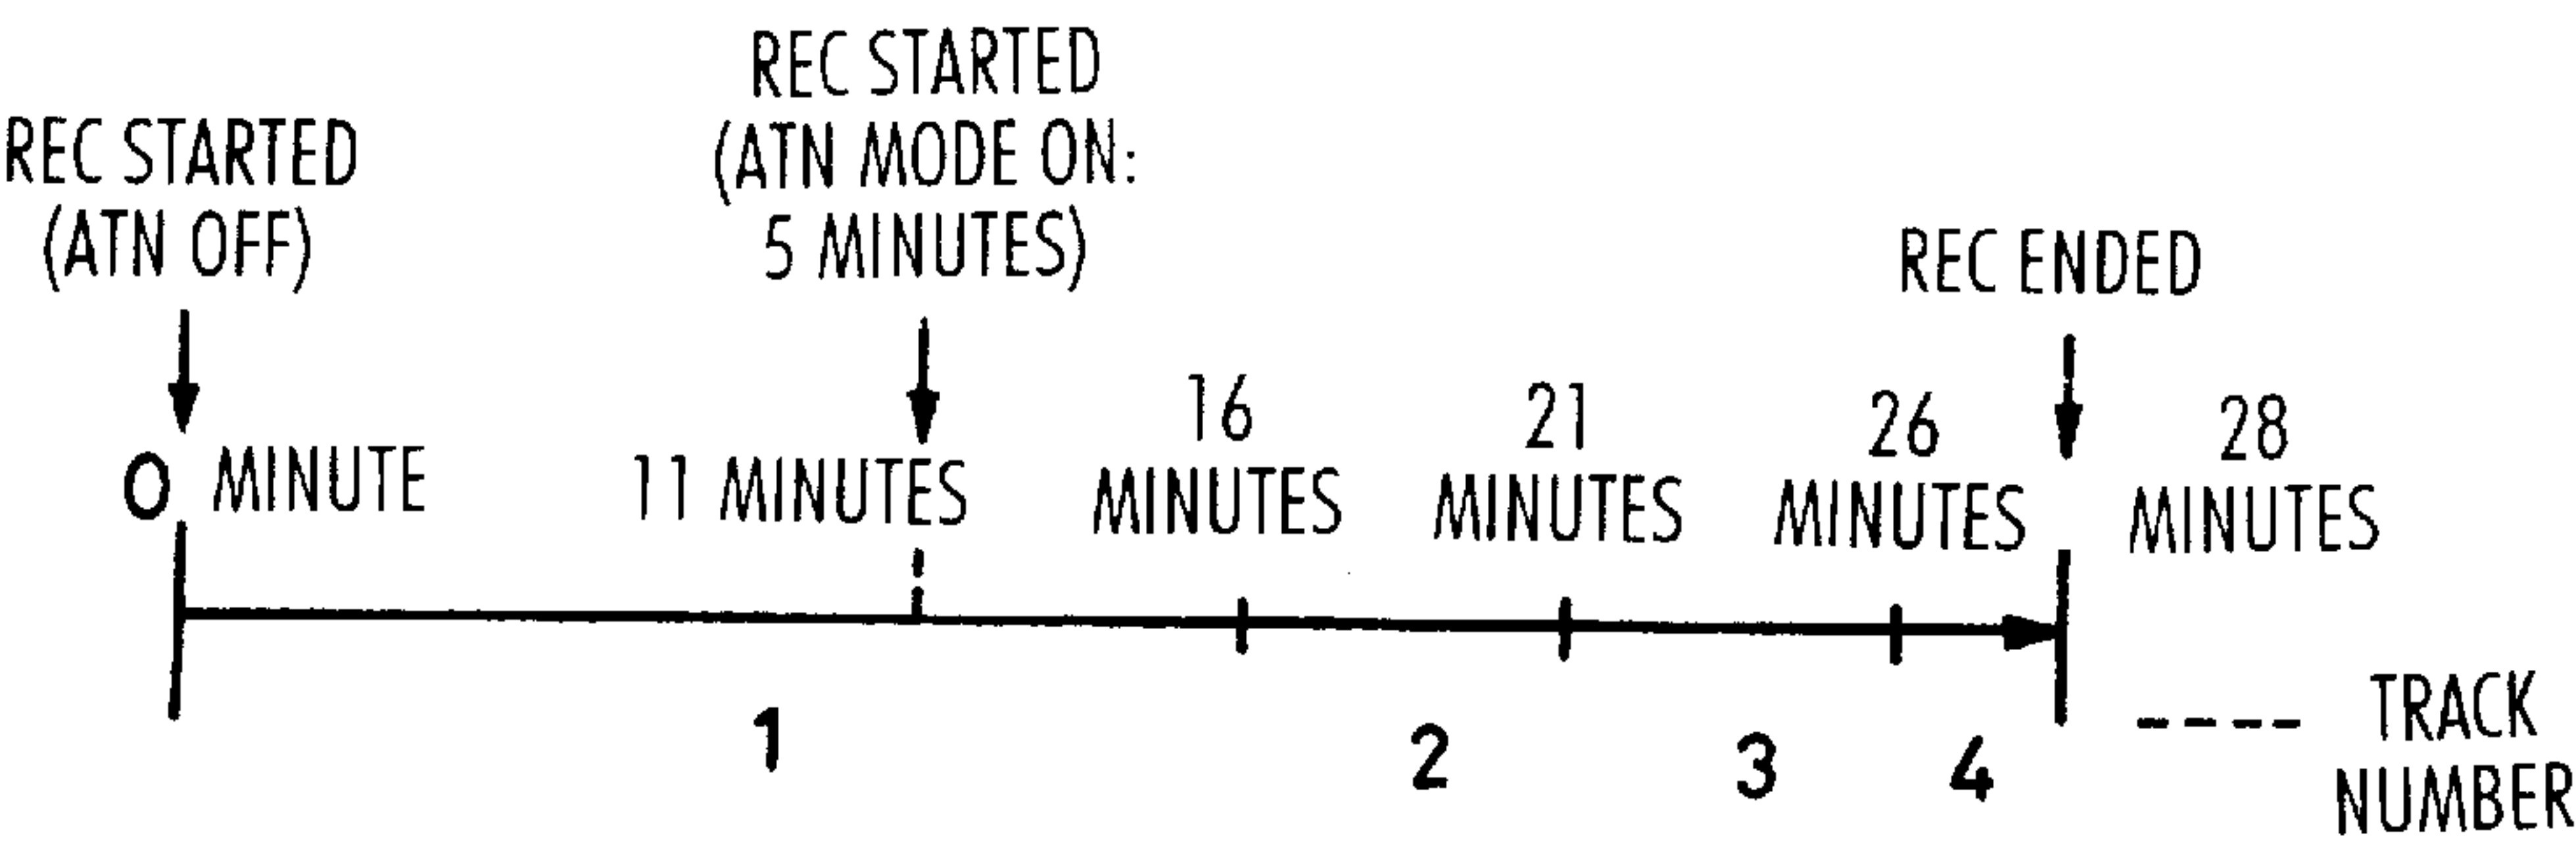 REC STARTED
(ATN OFF)
REC STARTED
(ATN MODE ON:
5 MINUTES)
REC ENDED
0 MINUTE
11 MINUTES
16
MINUTES
21
MINUTES
26
MINUTES
28
MINUTES
1
2
3
4
TRACK
NUMBER